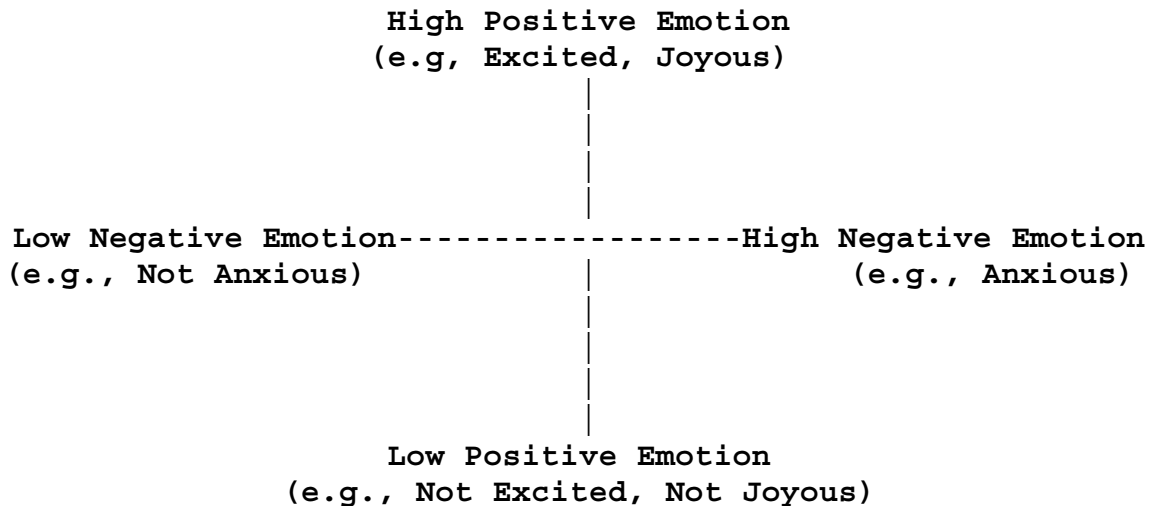 High Positive Emotion
(e.g, Excited, Joyous)
Low Negative Emotion------------------High Negative Emotion
(e.g., Not Anxious) (e.g., Anxious)
Low Positive Emotion
(e.g., Not Excited, Not Joyous)